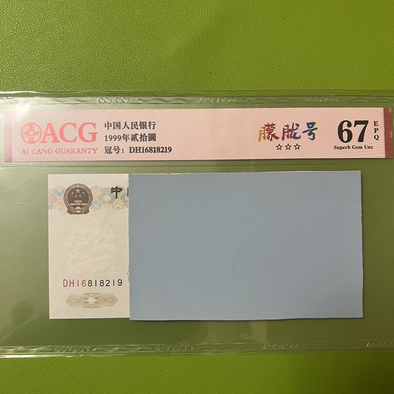 ACG
AI CANG GUARANTY
中国人民银行
1999年贰拾圆
冠号: DH16818219
朦胧号
☆☆☆
67
EPQ
Superb Gem Unc
中
DH16818219